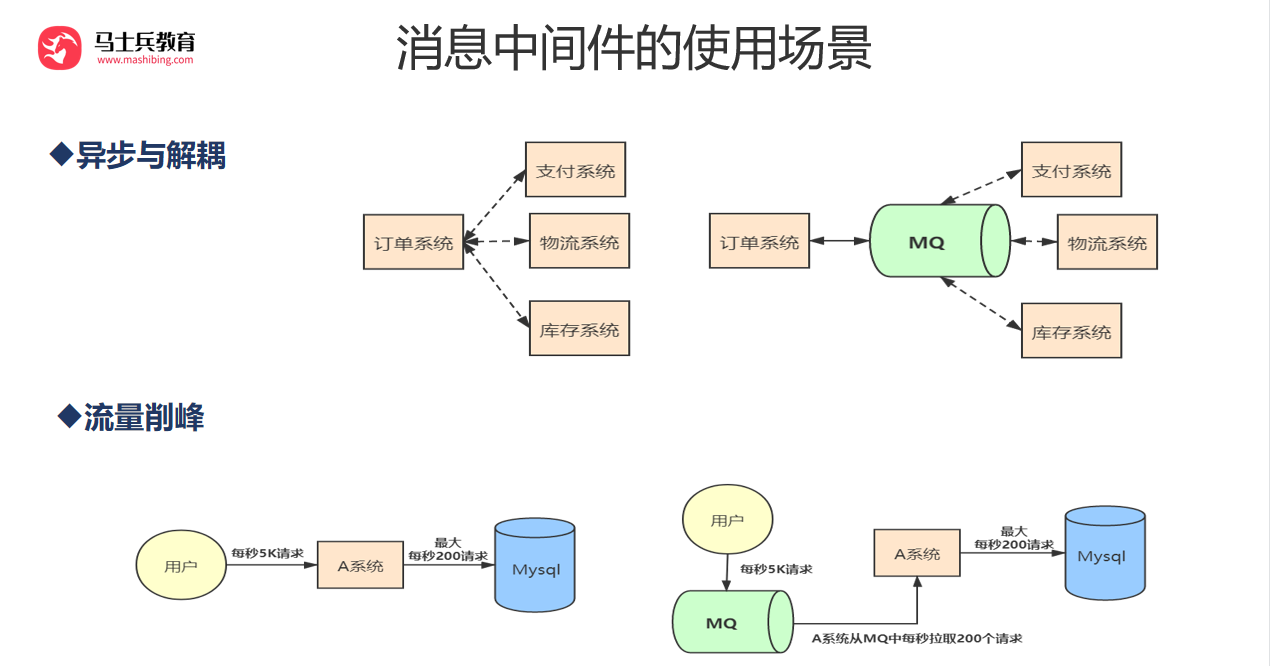 马士兵教育
www.mashibing.com
消息中间件的使用场景
异步与解耦
支付系统
订单系统
物流系统
库存系统
支付系统
订单系统
MQ
物流系统
库存系统
流量削峰
用户
每秒5K请求
A系统
最大
每秒200请求
Mysql
用户
每秒5K请求
MQ
A系统从MQ中每秒拉取200个请求
A系统
最大
每秒200请求
Mysql